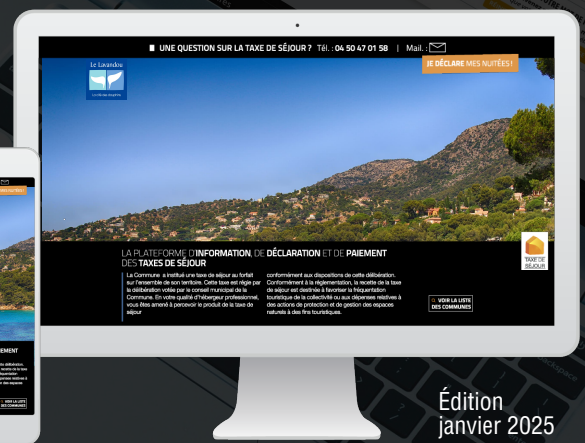 UNE QUESTION SUR LA TAXE DE SÉJOUR ? Tél. : 04 50 47 01 58 | Mail. :
JE DÉCLARE MES NUITÉES !
Le Lavandou
LA PLATEFORME D'INFORMATION, DE DÉCLARATION ET DE PAIEMENT
DES TAXES DE SÉJOUR
La Commune a institué une taxe de séjour au forfait
sur l'ensemble de son territoire. Cette taxe est régie par
la délibération votée par le conseil municipal de la
Commune. En votre qualité d'hébergeur professionnel,
vous êtes amené à percevoir le produit de la taxe de
séjour
conformément aux dispositions de cette délibération.
Conformément à la réglementation, la recette de la taxe
de séjour est destinée à favoriser la fréquentation
touristique de la collectivité ou aux dépenses relatives à
des actions de protection et de gestion des espaces
naturels à des fins touristiques.
TAXE DE
SÉJOUR
VOIR LA LISTE
DES COMMUNES
EMENT
VOIR LA LISTE
DES COMMUNES
Édition
janvier 2025